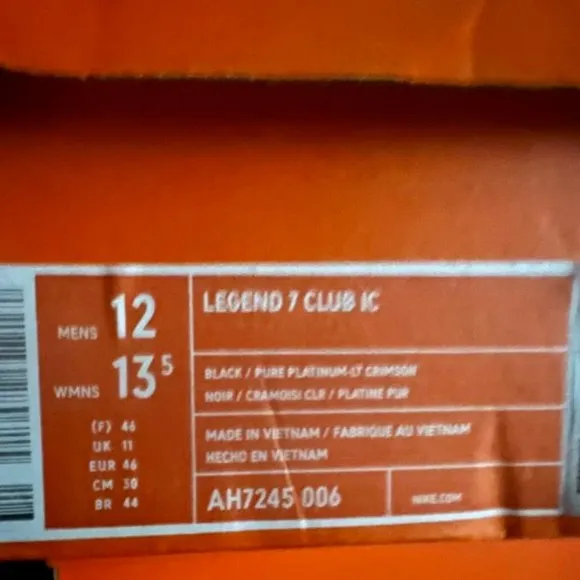 MENS 12
WMNS 13 5
(F) 46
UK 11
EUR 46
CM 30
BR 44
LEGEND 7 CLUB IC
BLACK / PURE PLATINUM-LT CRIMSON
NOIR / CRAMOISI CLR / PLATINE PUR
MADE IN VIETNAM / FABRIQUE AU VIETNAM
HECHO EN VIETNAM
AH7245 006
NIKE.COM